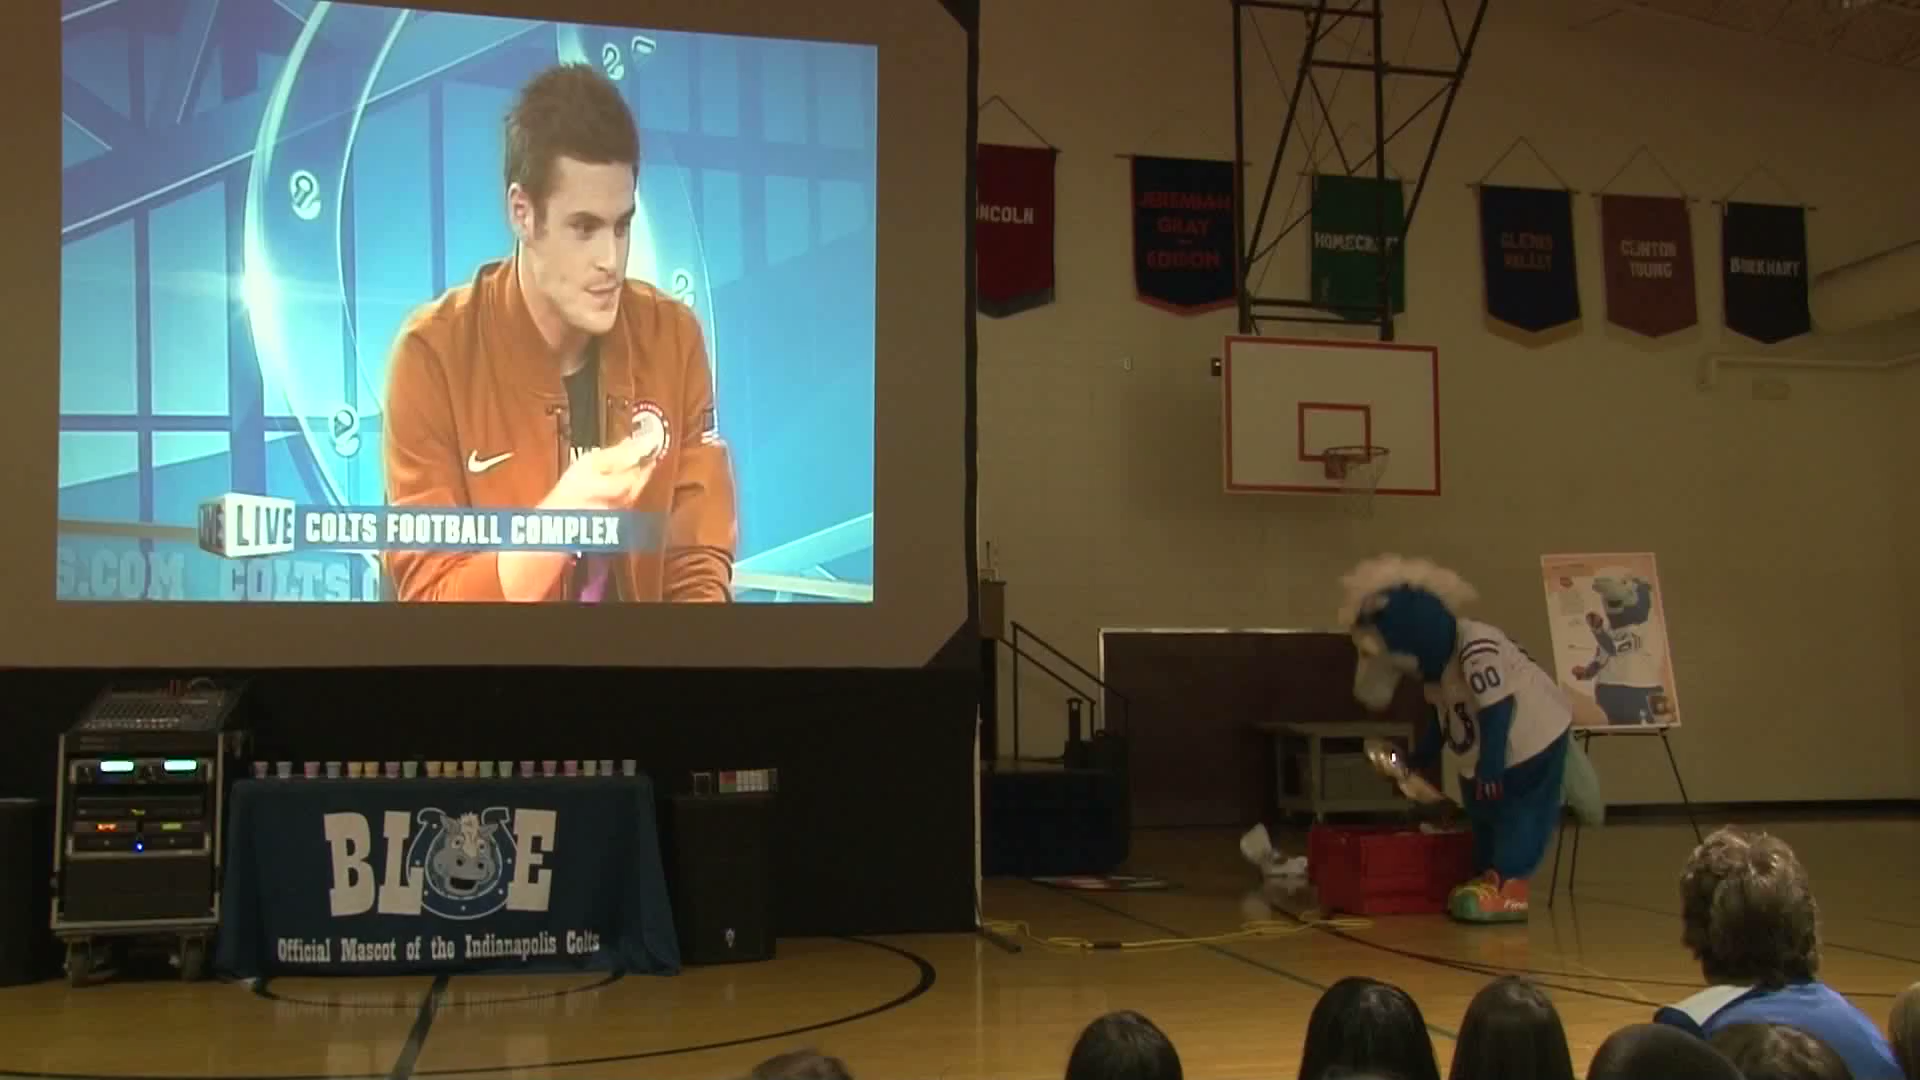 LIVE COLTS FOOTBALL COMPLEX
S.COM COLTS.
NCOLN
JEREMIAH
GRAY
EDISON
HOMECROFT
GLENNS
VALLEY
CLINTON
YOUNG
BURKHART
00
BLUE
Official Mascot of the Indianapolis Colts